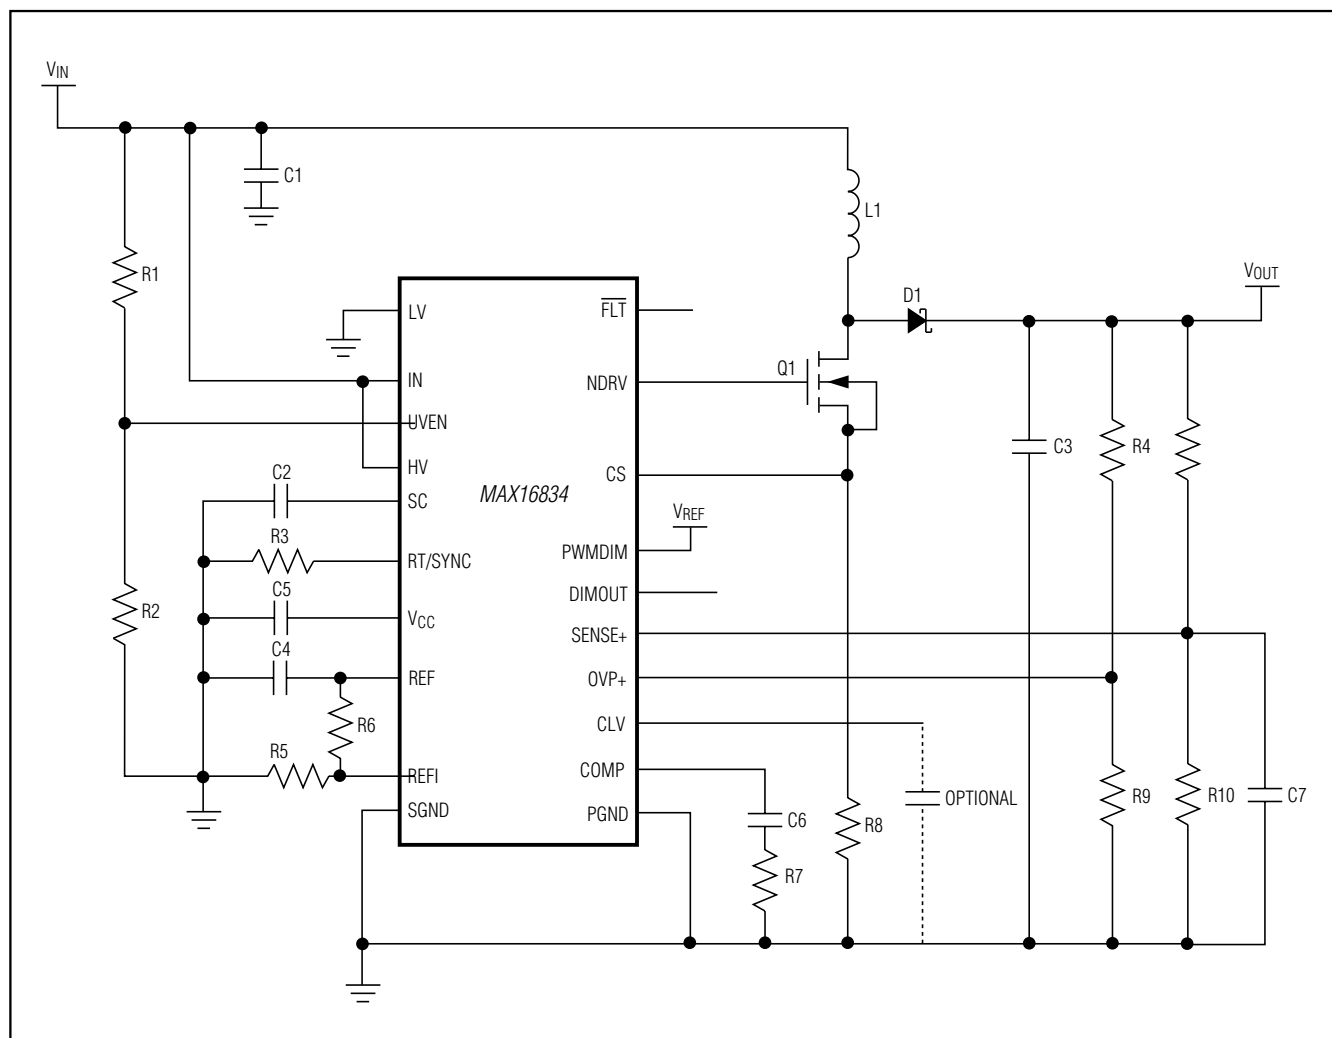 VIN
C1
L1
R1
LV
FLT
D1
VOUT
IN
NDRV
Q1
UVEN
HV
CS
C3
R4
C2
SC
MAX16834
VREF
R3
RT/SYNC
PWMDIM
C5
DIMOUT
R2
VCC
SENSE+
C4
REF
OVP+
R6
CLV
R5
REFI
COMP
OPTIONAL
R9
R10
C7
SGND
PGND
C6
R8
R7